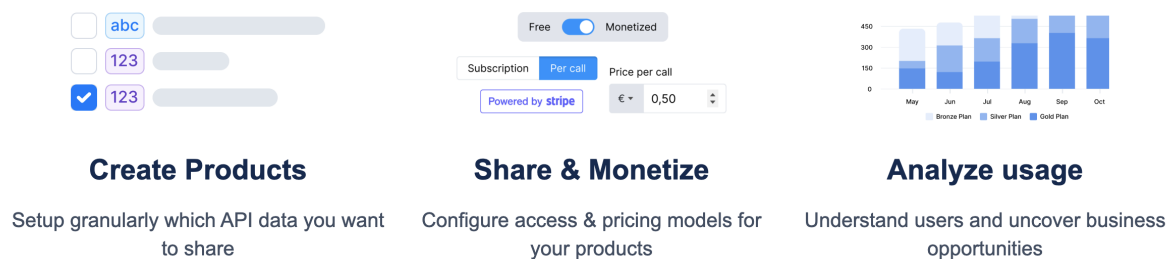 abc
123
123
Free Monetized
Subscription Per call
Powered by stripe
Price per call
€ 0,50
450
300
150
0
May Jun Jul Aug Sep Oct
Bronze Plan Silver Plan Gold Plan
Create Products
Setup granularly which API data you want
to share
Share & Monetize
Configure access & pricing models for
your products
Analyze usage
Understand users and uncover business
opportunities